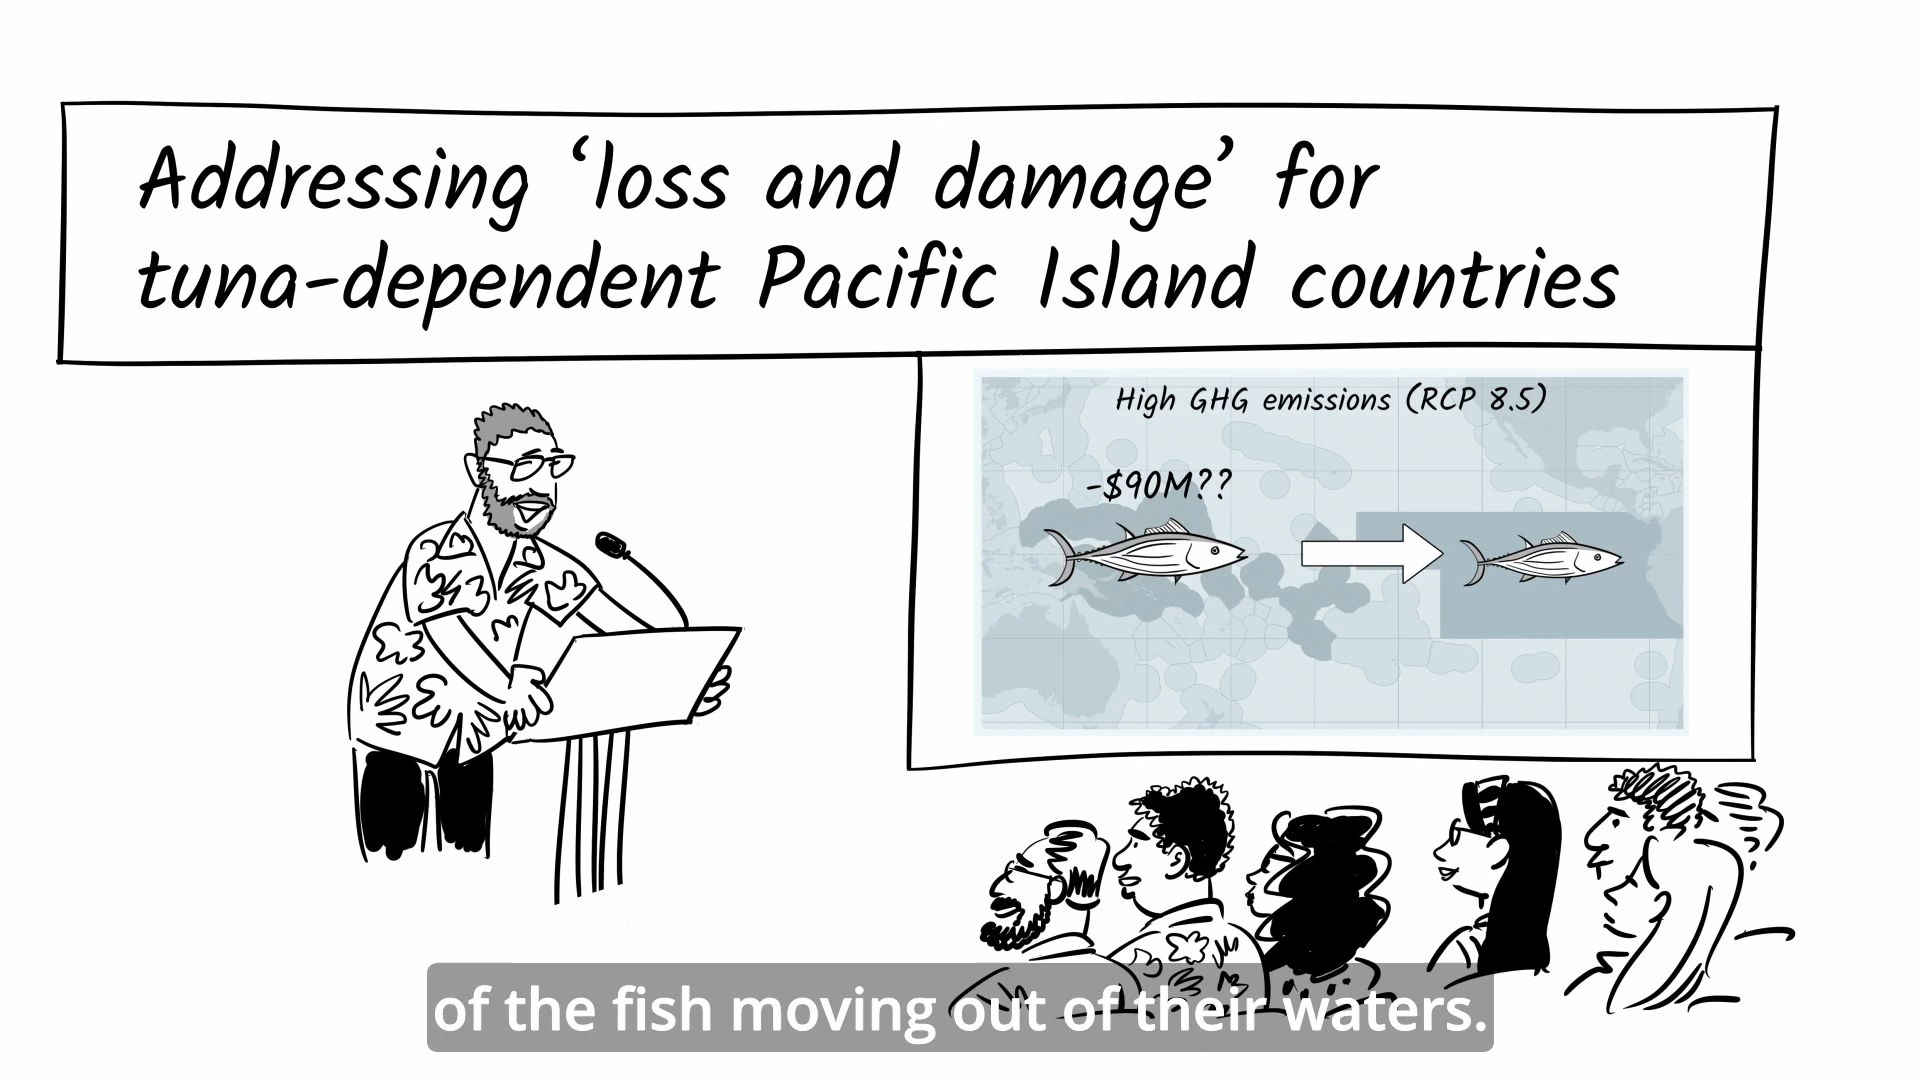 Addressing ‘loss and damage’ for
tuna-dependent Pacific Island countries
High GHG emissions (RCP 8.5)
-$90M??
of the fish moving out of their waters.